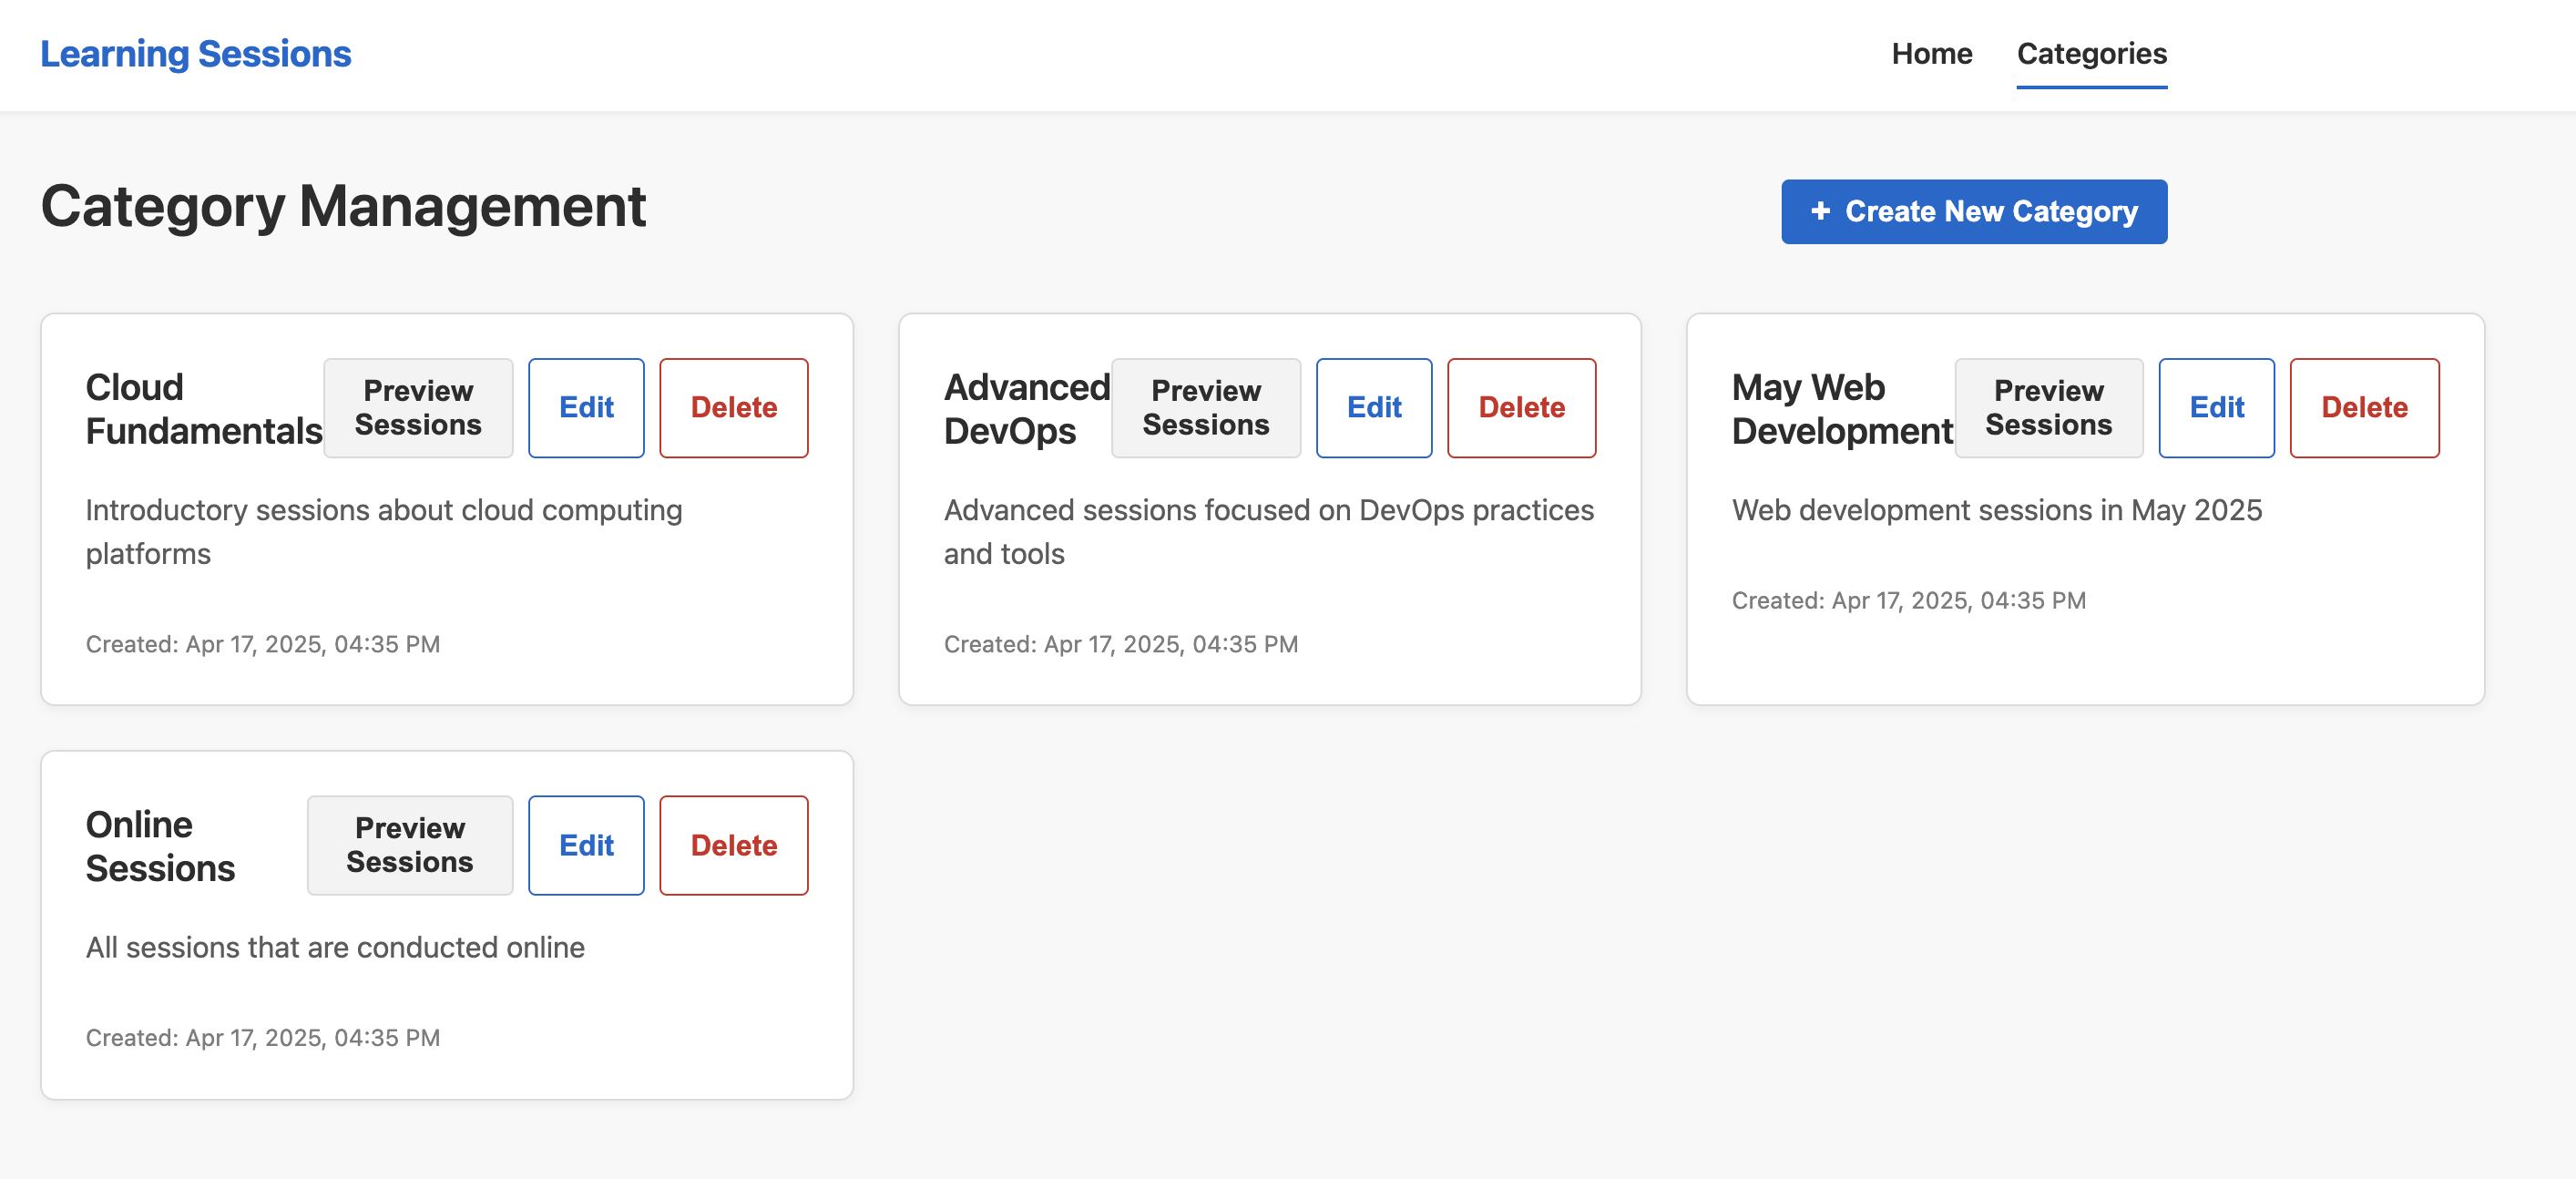 Learning Sessions
Home
Categories
Category Management
+ Create New Category
Cloud
Fundamentals
Preview
Sessions
Edit
Delete
Introductory sessions about cloud computing
platforms
Created: Apr 17, 2025, 04:35 PM
Advanced
DevOps
Preview
Sessions
Edit
Delete
Advanced sessions focused on DevOps practices
and tools
Created: Apr 17, 2025, 04:35 PM
May Web
Development
Preview
Sessions
Edit
Delete
Web development sessions in May 2025
Created: Apr 17, 2025, 04:35 PM
Online
Sessions
Preview
Sessions
Edit
Delete
All sessions that are conducted online
Created: Apr 17, 2025, 04:35 PM